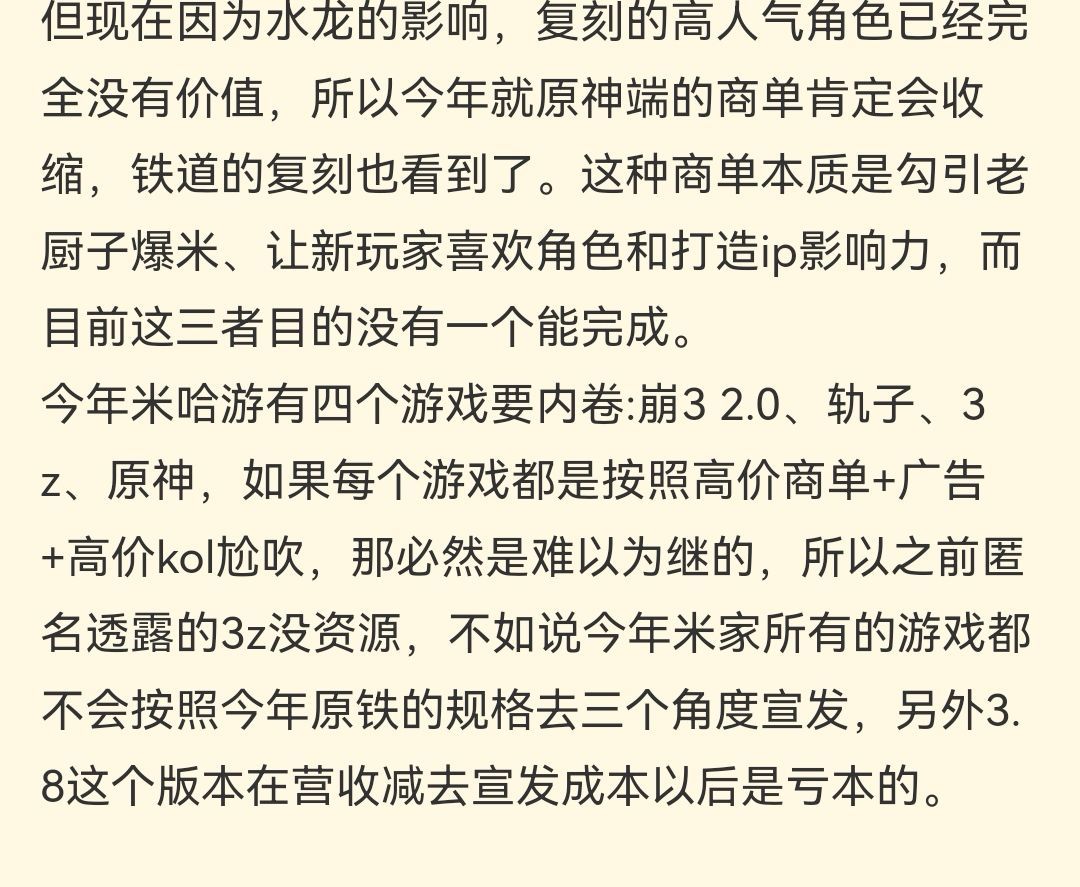 但现在因为水龙的影响，复刻的高人气角色已经完
全没有价值，所以今年就原神端的商单肯定会收
缩，铁道的复刻也看到了。这种商单本质是勾引老
厨子爆米、让新玩家喜欢角色和打造ip影响力，而
目前这三者目的没有一个能完成。
今年米哈游有四个游戏要内卷:崩3 2.0、轨子、3
z、原神，如果每个游戏都是按照高价商单+广告
+高价kol尬吹，那必然是难以为继的，所以之前匿
名透露的3z没资源，不如说今年米家所有的游戏都
不会按照今年原铁的规格去三个角度宣发，另外3.
8这个版本在营收减去宣发成本以后是亏本的。